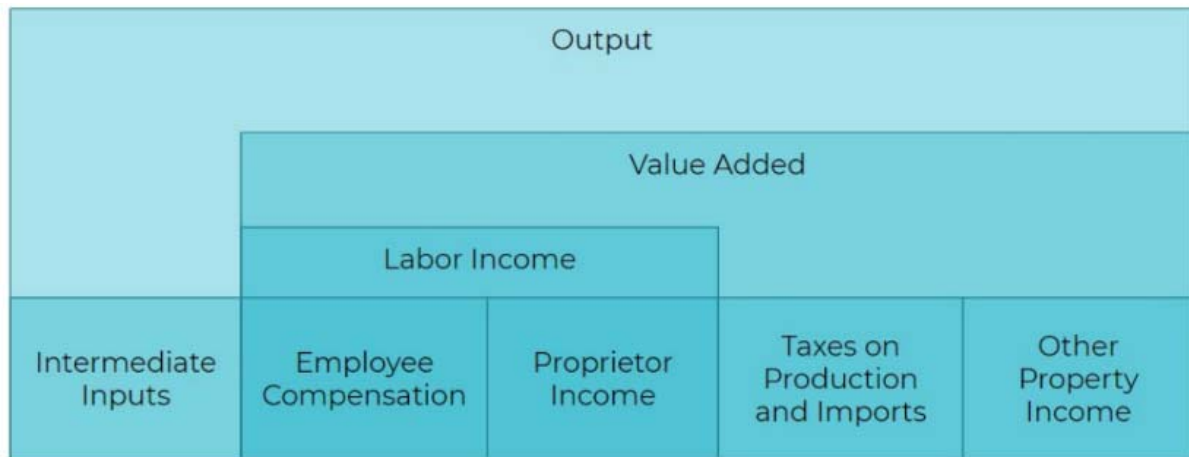 Output
Value Added
Labor Income
Intermediate
Inputs
Employee
Compensation
Proprietor
Income
Taxes on
Production
and Imports
Other
Property
Income